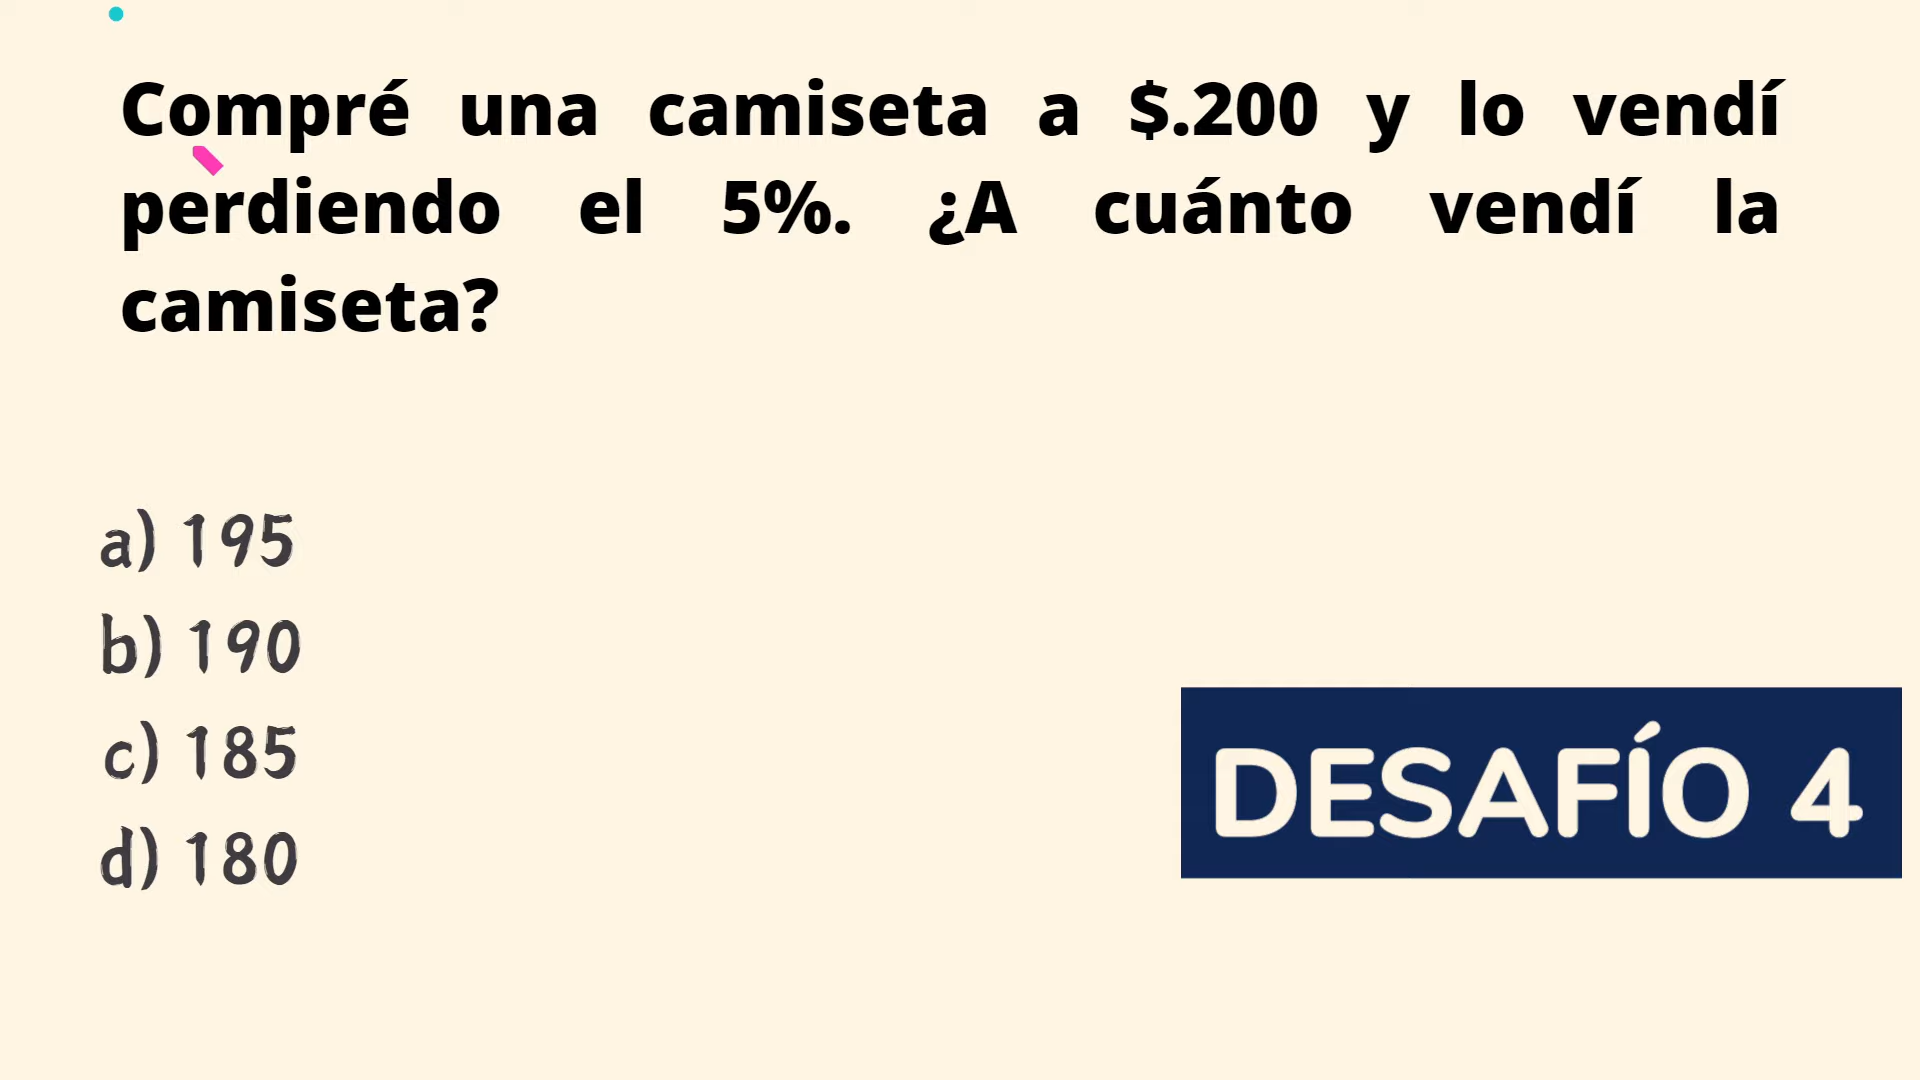 Compré una camiseta a $.200 y lo vendí
perdiendo el 5%. ¿A cuánto vendí la
camiseta?
a) 195
b) 190
c) 185
d) 180
DESAFÍO 4